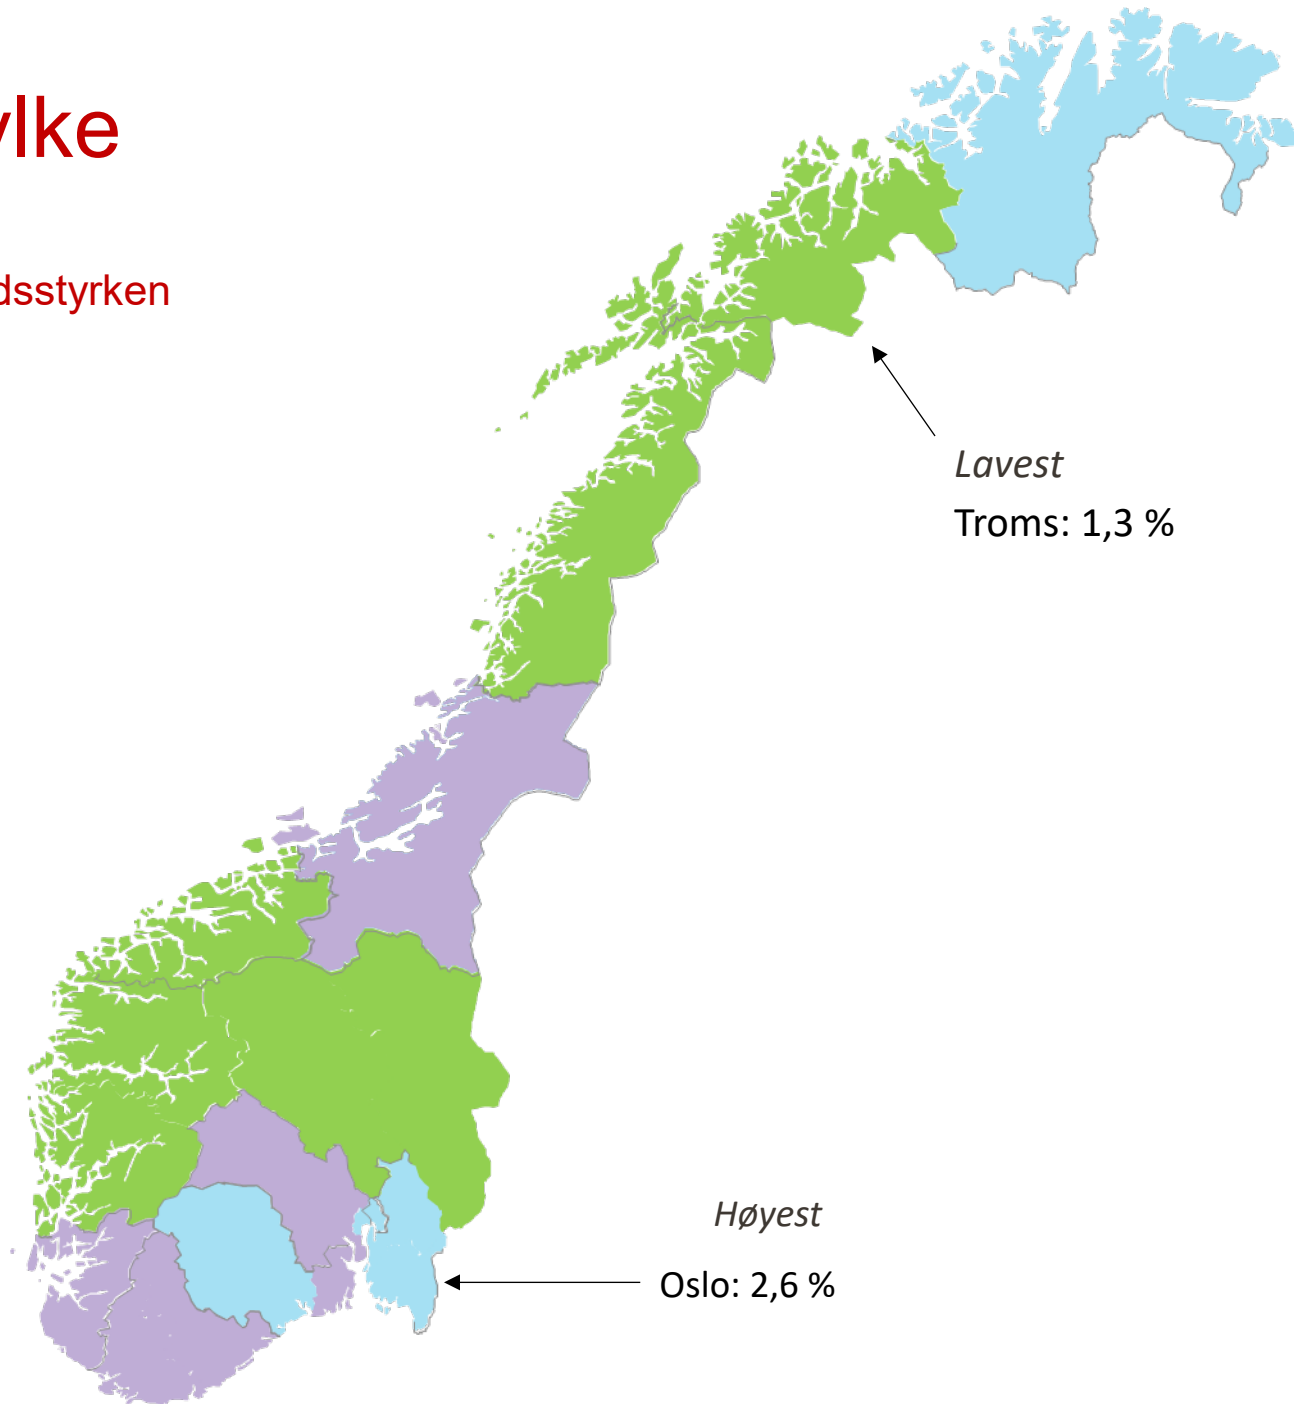 ylke
dsstyrken
Lavest
Troms: 1,3 %
Høyest
Oslo: 2,6 %